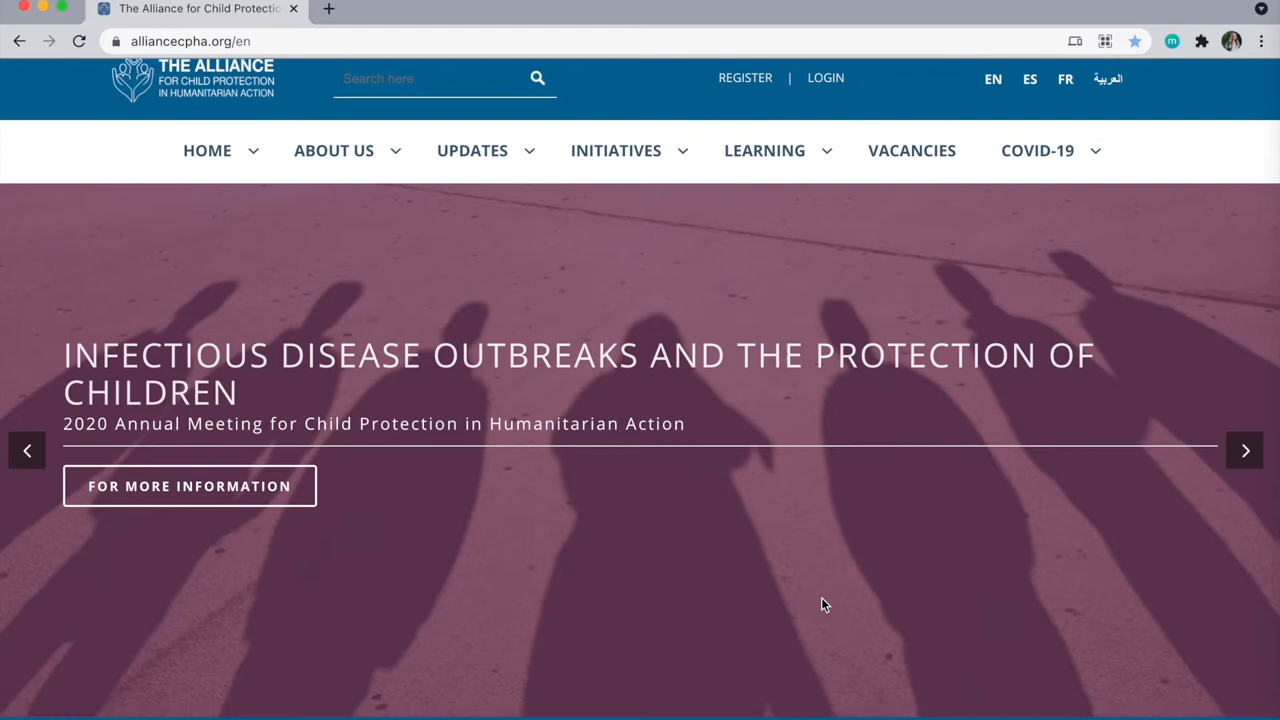 The Alliance for Child Protectio
alliancecpha.org/en
m
THE ALLIANCE
FOR CHILD PROTECTION
IN HUMANITARIAN ACTION
Search here
REGISTER | LOGIN
EN ES FR العربية
HOME ABOUT US UPDATES INITIATIVES LEARNING VACANCIES COVID-19
INFECTIOUS DISEASE OUTBREAKS AND THE PROTECTION OF
CHILDREN
2020 Annual Meeting for Child Protection in Humanitarian Action
FOR MORE INFORMATION